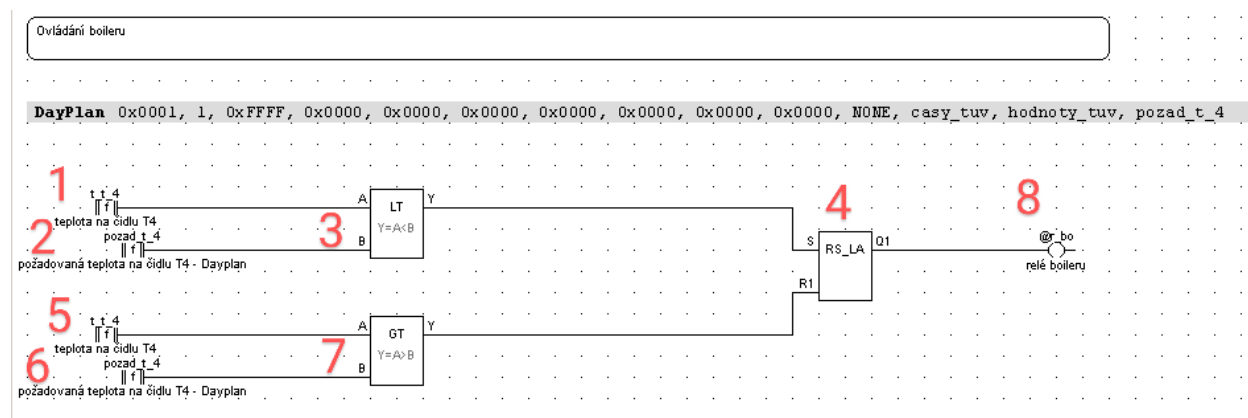 Ovládání boileru
DayPlan 0x0001, 1, 0xFFFF, 0x0000, 0x0000, 0x0000, 0x0000, 0x0000, 0x0000, 0x0000, NONE, casy_tuv, hodnoty_tuv, pozad_t_4
1
t_t_4
f
teplota na čidlu T4
2
pozad_t_4
f
požadovaná teplota na čidlu T4 - Dayplan
3
A LT Y
Y=A<B
B
4
S RS_LA Q1
R1
8
@r_bo
relé boileru
5
t_t_4
f
teplota na čidlu T4
6
pozad_t_4
f
požadovaná teplota na čidlu T4 - Dayplan
7
A GT Y
Y=A>B
B